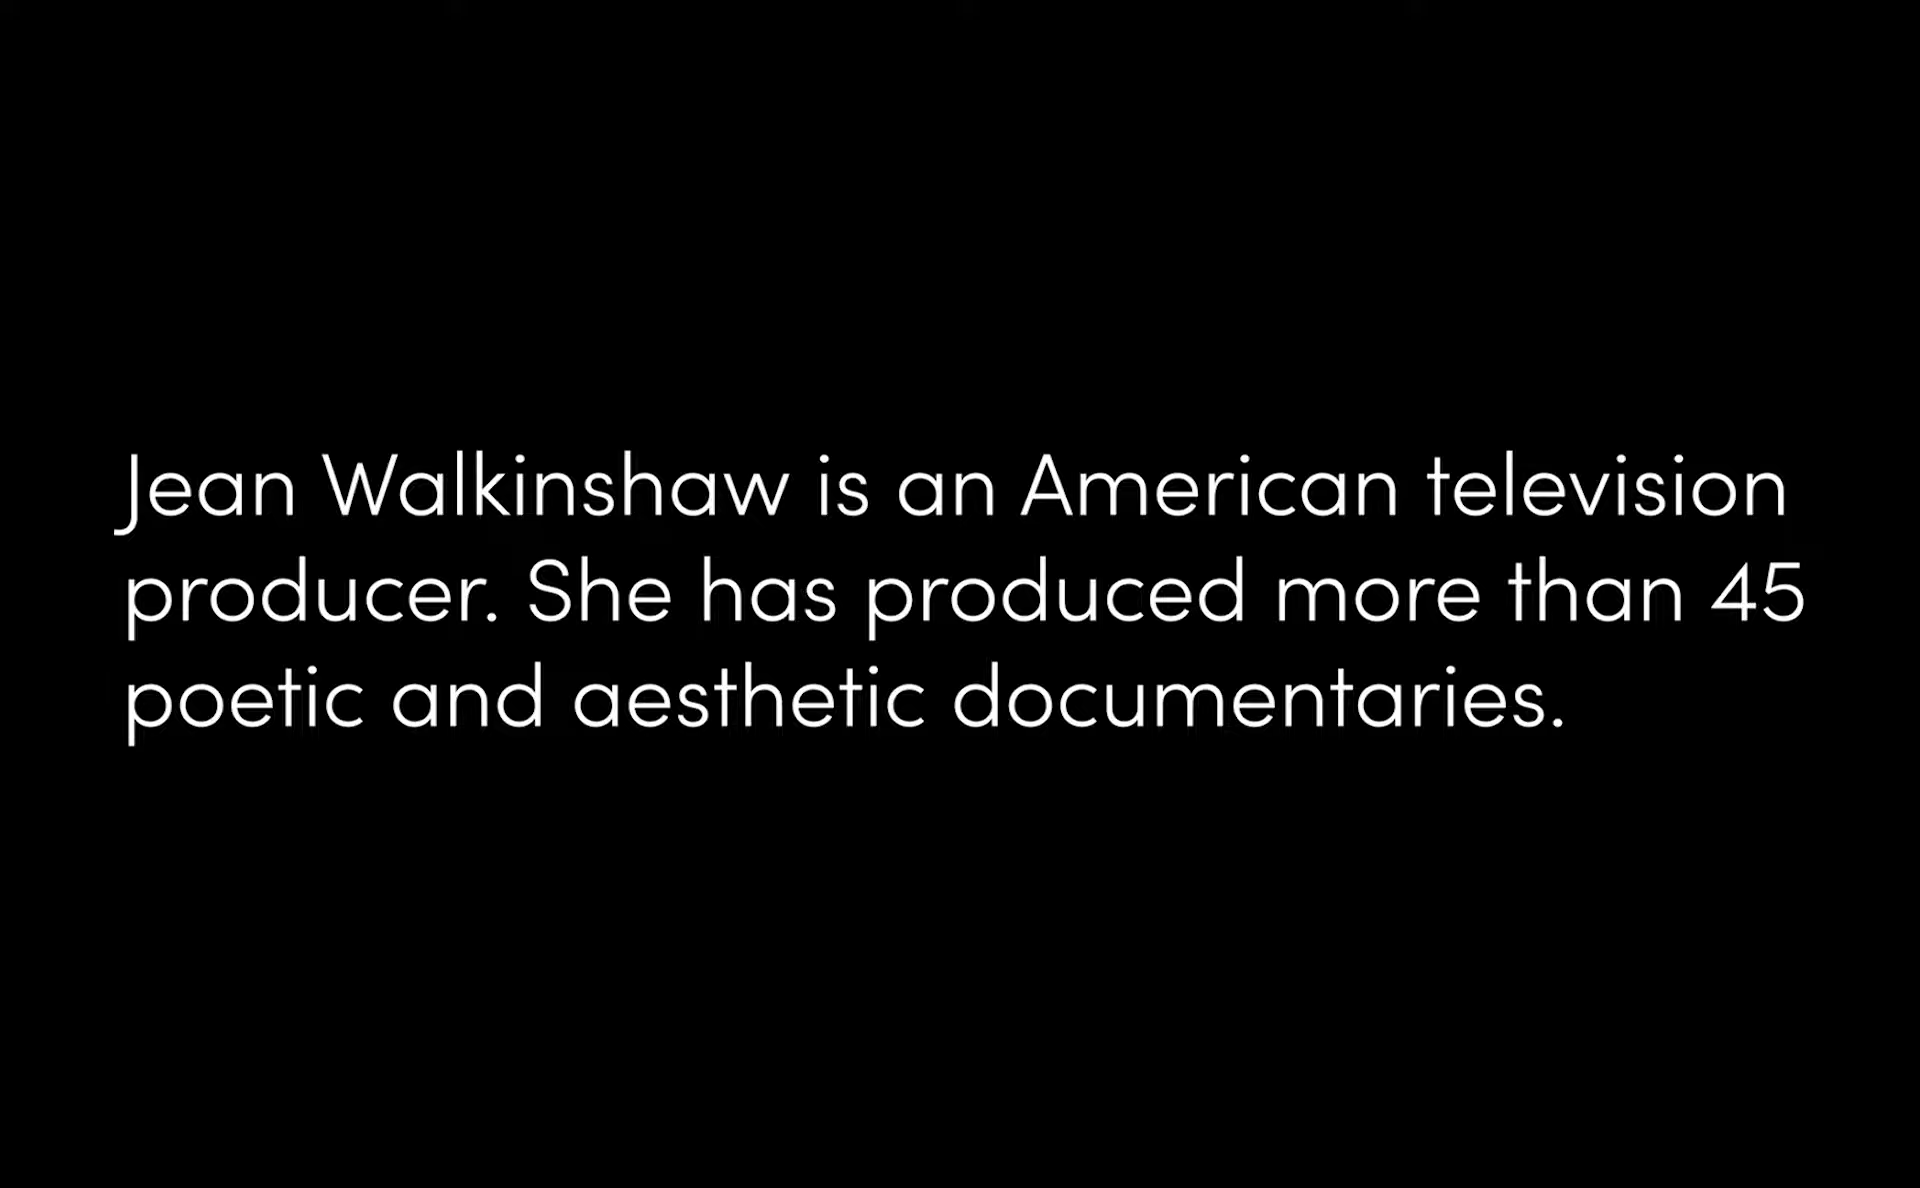 Jean Walkinshaw is an American television
producer. She has produced more than 45
poetic and aesthetic documentaries.